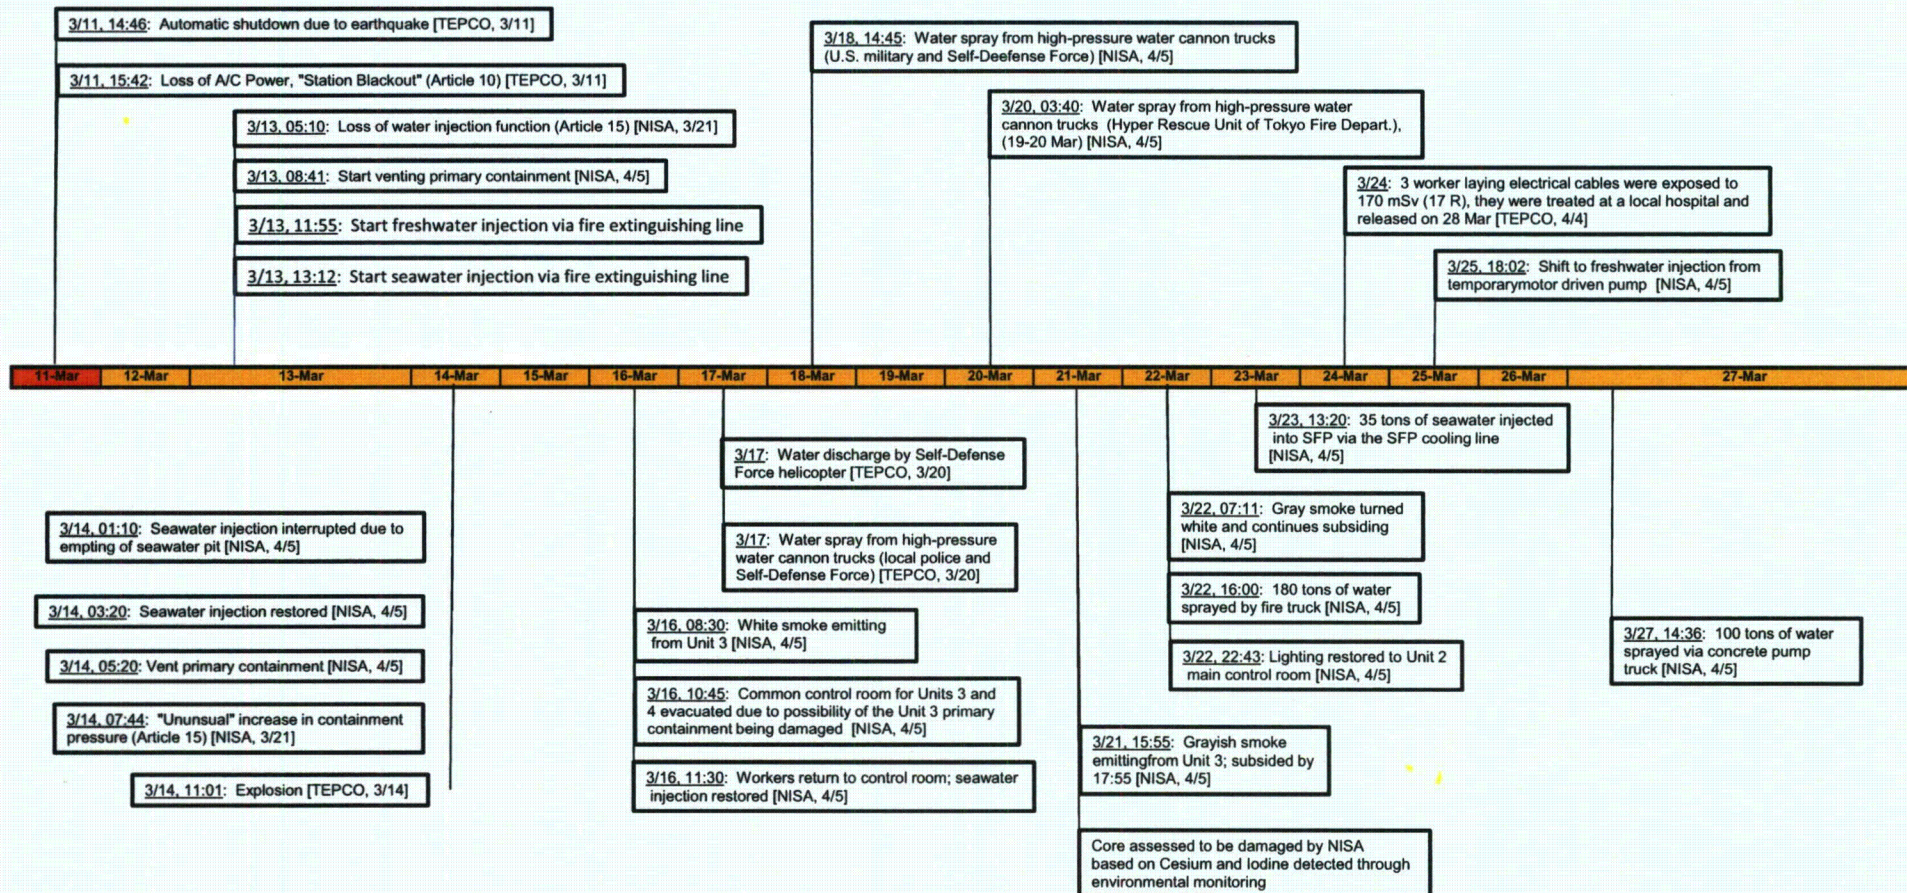 3/11, 14:46: Automatic shutdown due to earthquake [TEPCO, 3/11]
3/11, 15:42: Loss of A/C Power, "Station Blackout" (Article 10) [TEPCO, 3/11]
3/13, 05:10: Loss of water injection function (Article 15) [NISA, 3/21]
3/13, 08:41: Start venting primary containment [NISA, 4/5]
3/13, 11:55: Start freshwater injection via fire extinguishing line
3/13, 13:12: Start seawater injection via fire extinguishing line
3/18, 14:45: Water spray from high-pressure water cannon trucks
(U.S. military and Self-Deefense Force) [NISA, 4/5]
3/20, 03:40: Water spray from high-pressure water
cannon trucks (Hyper Rescue Unit of Tokyo Fire Depart.),
(19-20 Mar) [NISA, 4/5]
3/24: 3 worker laying electrical cables were exposed to
170 mSv (17 R), they were treated at a local hospital and
released on 28 Mar [TEPCO, 4/4]
3/25, 18:02: Shift to freshwater injection from
temporarymotor driven pump [NISA, 4/5]
11-Mar 12-Mar 13-Mar 14-Mar 15-Mar 16-Mar 17-Mar 18-Mar 19-Mar 20-Mar 21-Mar 22-Mar 23-Mar 24-Mar 25-Mar 26-Mar 27-Mar
3/14, 01:10: Seawater injection interrupted due to
empting of seawater pit [NISA, 4/5]
3/14, 03:20: Seawater injection restored [NISA, 4/5]
3/14, 05:20: Vent primary containment [NISA, 4/5]
3/14, 07:44: "Ununsual" increase in containment
pressure (Article 15) [NISA, 3/21]
3/14, 11:01: Explosion [TEPCO, 3/14]
3/17: Water discharge by Self-Defense
Force helicopter [TEPCO, 3/20]
3/17: Water spray from high-pressure
water cannon trucks (local police and
Self-Defense Force) [TEPCO, 3/20]
3/16, 08:30: White smoke emitting
from Unit 3 [NISA, 4/5]
3/16, 10:45: Common control room for Units 3 and
4 evacuated due to possibility of the Unit 3 primary
containment being damaged [NISA, 4/5]
3/16, 11:30: Workers return to control room; seawater
injection restored [NISA, 4/5]
3/23, 13:20: 35 tons of seawater injected
into SFP via the SFP cooling line
[NISA, 4/5]
3/22, 07:11: Gray smoke turned
white and continues subsiding
[NISA, 4/5]
3/22, 16:00: 180 tons of water
sprayed by fire truck [NISA, 4/5]
3/22, 22:43: Lighting restored to Unit 2
main control room [NISA, 4/5]
3/21, 15:55: Grayish smoke
emittingfrom Unit 3; subsided by
17:55 [NISA, 4/5]
Core assessed to be damaged by NISA
based on Cesium and Iodine detected through
environmental monitoring
3/27, 14:36: 100 tons of water
sprayed via concrete pump
truck [NISA, 4/5]